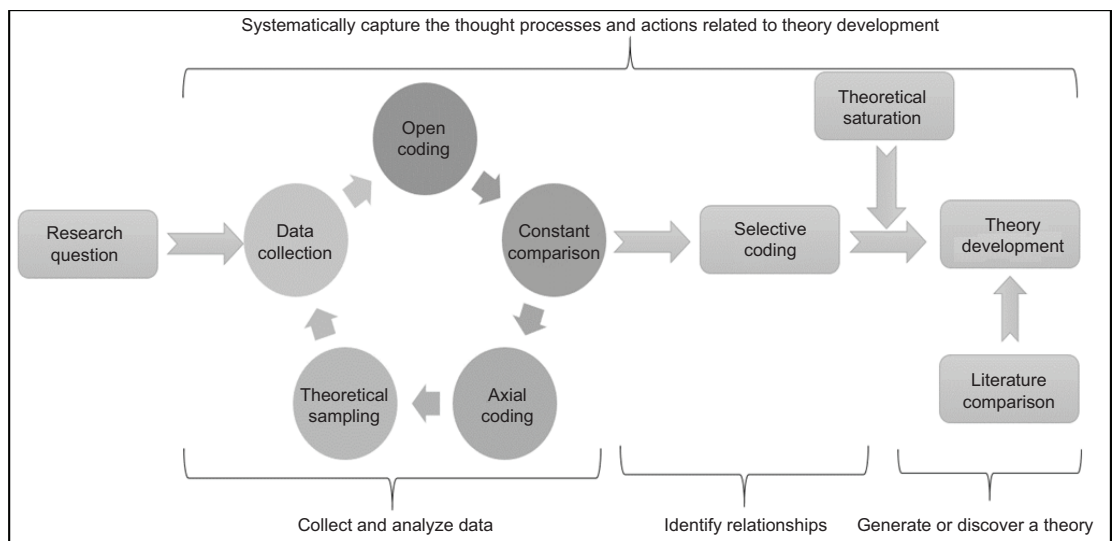 Systematically capture the thought processes and actions related to theory development
Theoretical
saturation
Open
coding
Research
question
Data
collection
Constant
comparison
Selective
coding
Theory
development
Theoretical
sampling
Axial
coding
Literature
comparison
Collect and analyze data
Identify relationships
Generate or discover a theory